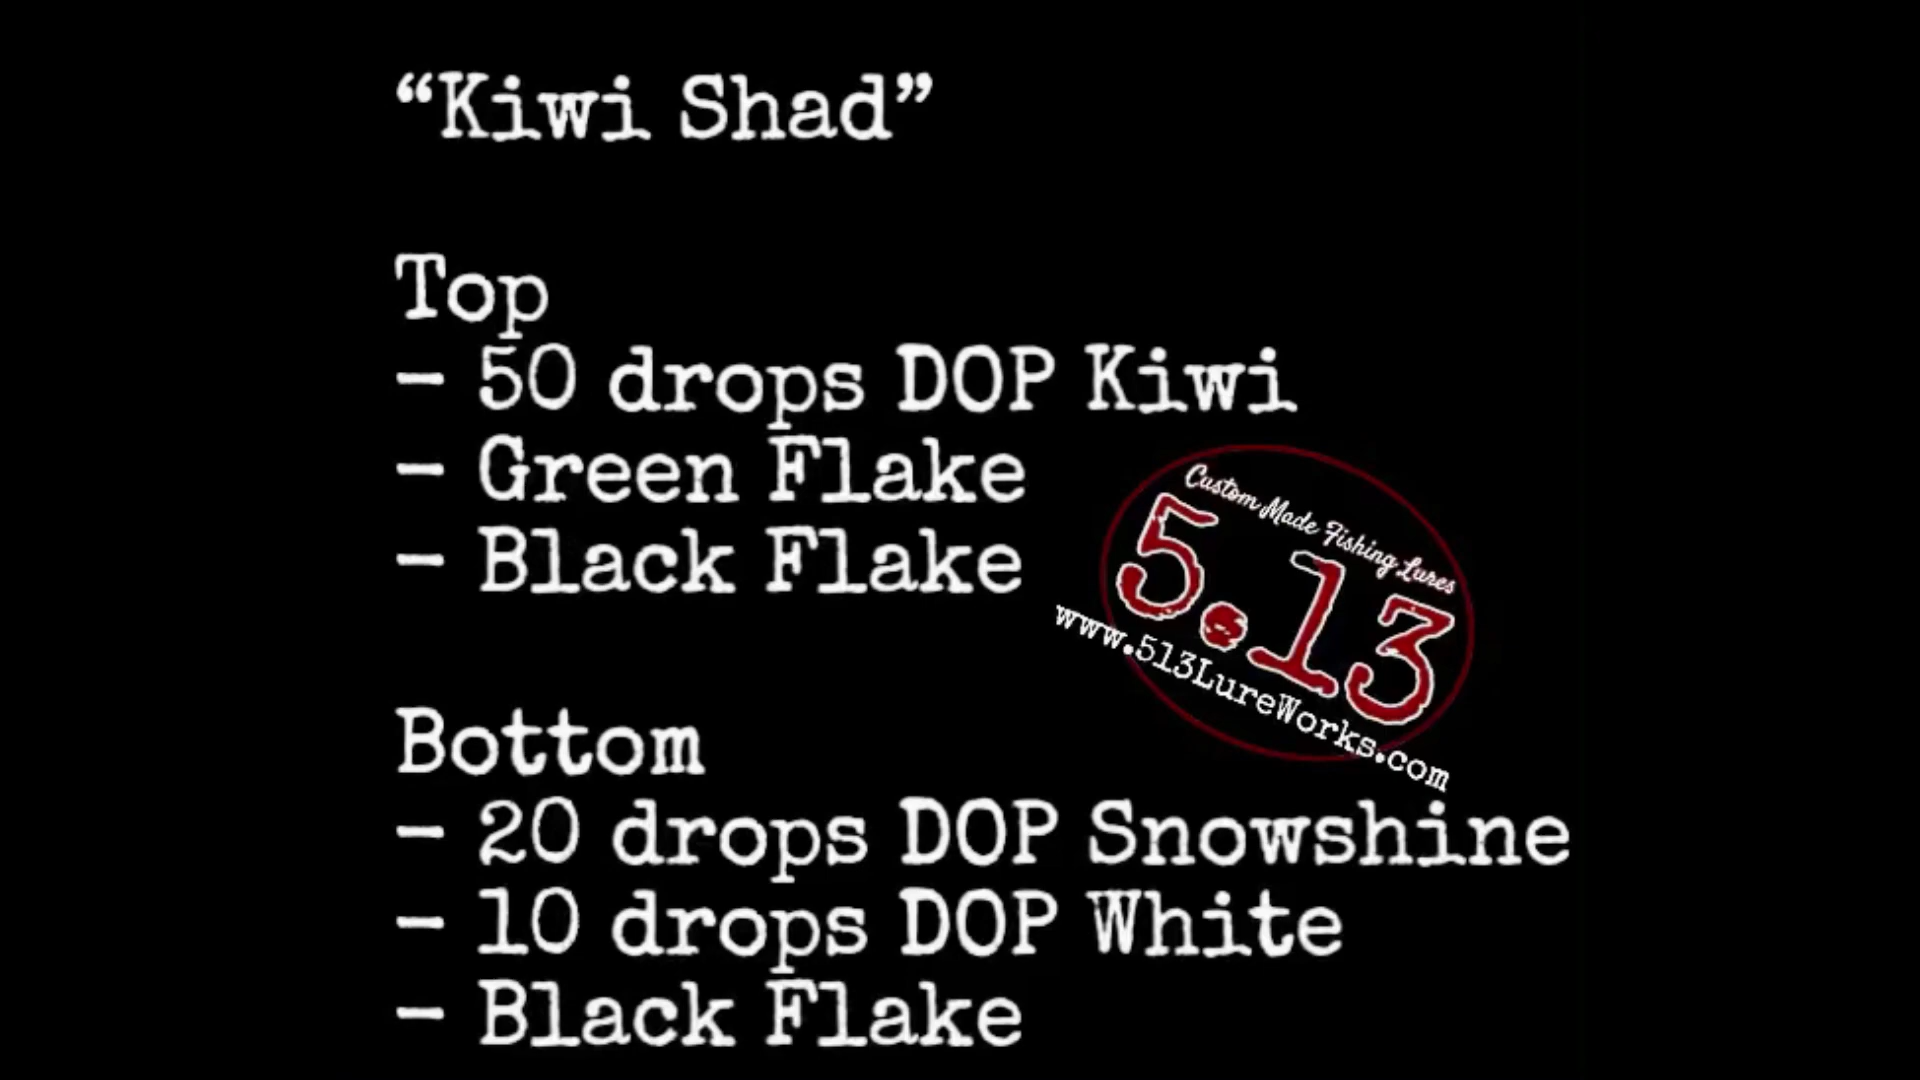 “Kiwi Shad”
Top
- 50 drops DOP Kiwi
- Green Flake
- Black Flake
Custom Made Fishing Lures
5.13
www.513LureWorks.com
Bottom
- 20 drops DOP Snowshine
- 10 drops DOP White
- Black Flake